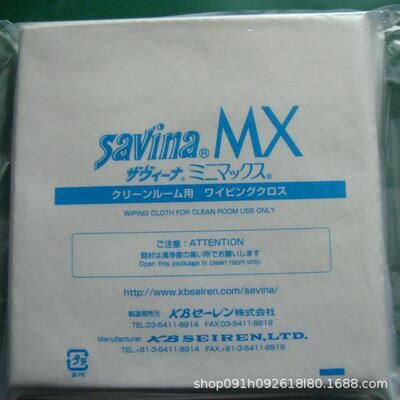 Savina® MX
ザヴィーナ® ミニマックス®
クリーンルーム用 ワイピングクロス
WIPING CLOTH FOR CLEAN ROOM USE ONLY
ご注意：ATTENTION
開封は清浄度の高い所でお願いします
Open this package in clean room only.
http://www.kbseiren.com/savina/
製造発売元 KBセーレン株式会社
TEL.03-5411-8914 FAX.03-5411-8919
Manufacturer KB SEIREN,LTD.
TEL.+81-3-5411-8914 FAX.+81-3-5411-8919
プラ
袋:PE
shop091h092618l80.1688.com